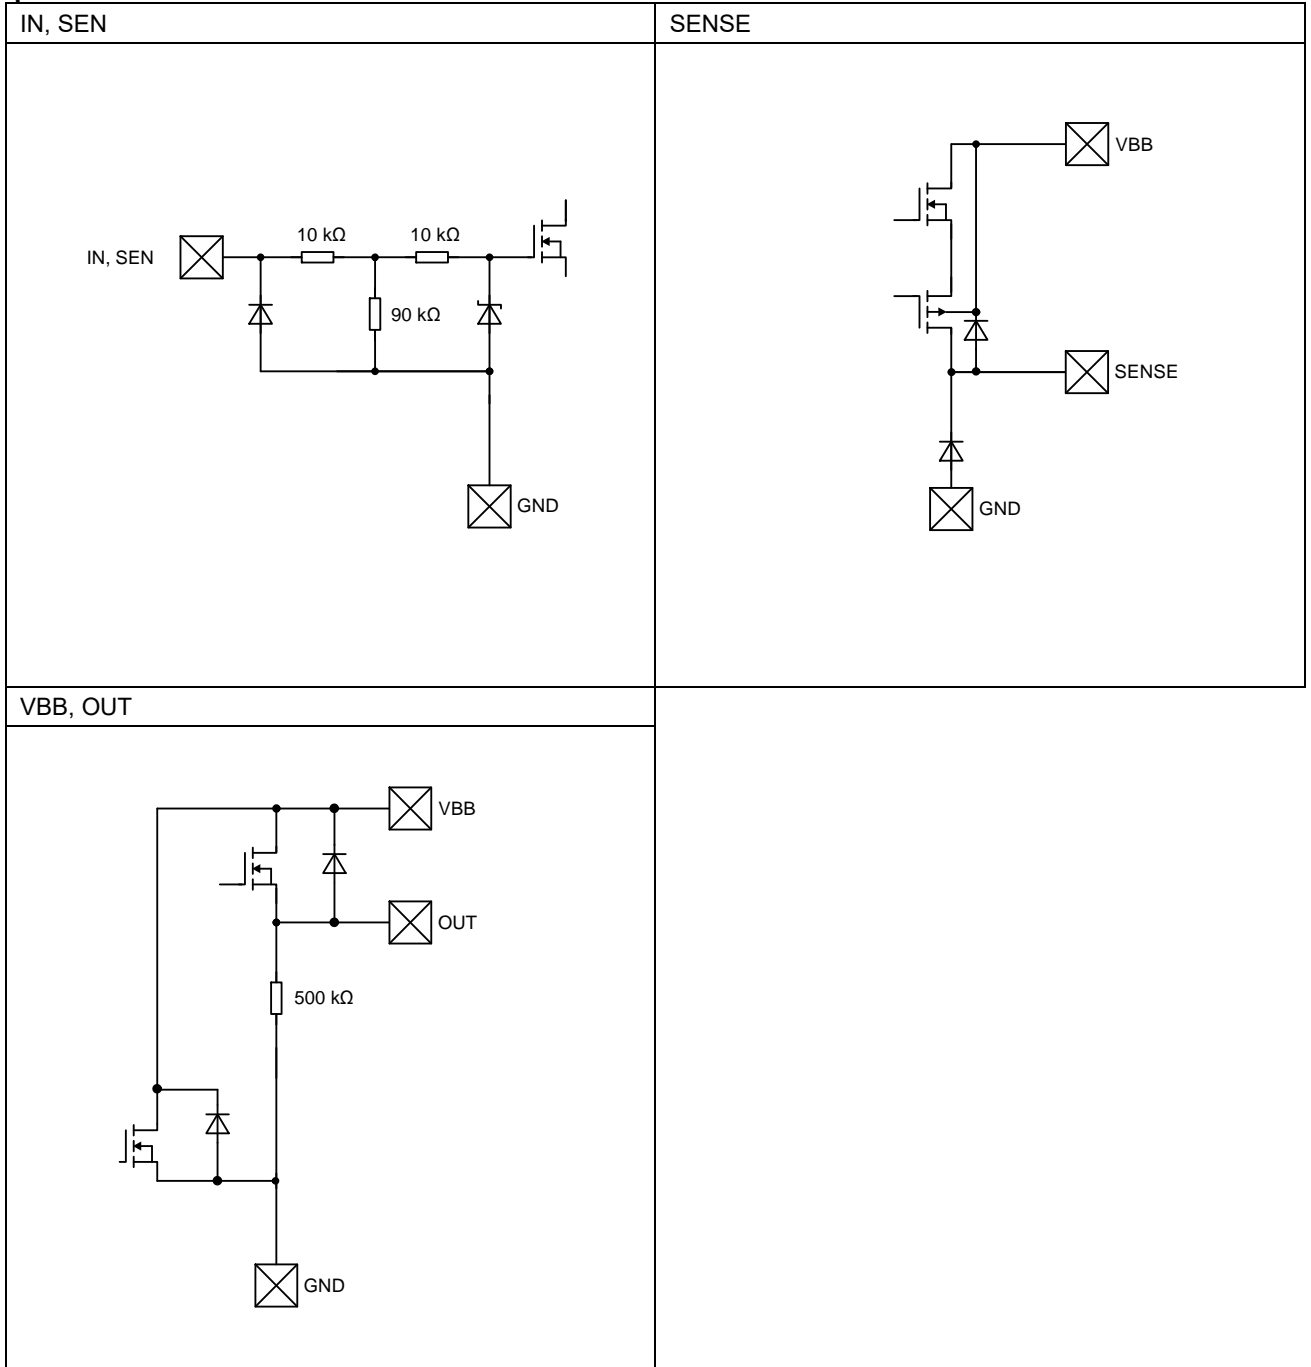 IN, SEN
SENSE
IN, SEN
10 kΩ
10 kΩ
90 kΩ
GND
VBB
SENSE
GND
VBB, OUT
VBB
OUT
500 kΩ
GND